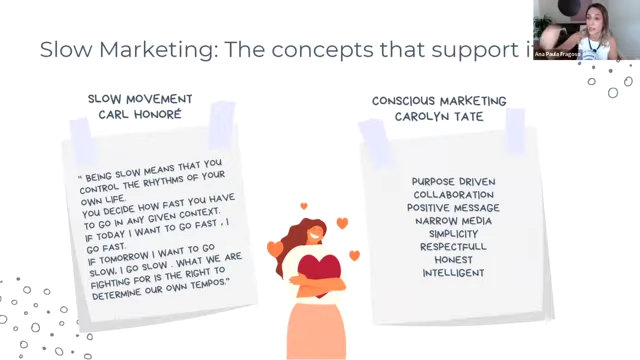 Slow Marketing: The concepts that support i
Ana Paula Fragoso
SLOW MOVEMENT
CARL HONORÉ
" BEING SLOW MEANS THAT YOU
CONTROL THE RHYTHMS OF YOUR
OWN LIFE.
YOU DECIDE HOW FAST YOU HAVE
TO GO IN ANY GIVEN CONTEXT.
IF TODAY I WANT TO GO FAST , I
GO FAST.
IF TOMORROW I WANT TO GO
SLOW, I GO SLOW . WHAT WE ARE
FIGHTING FOR IS THE RIGHT TO
DETERMINE OUR OWN TEMPOS."
CONSCIOUS MARKETING
CAROLYN TATE
PURPOSE DRIVEN
COLLABORATION
POSITIVE MESSAGE
NARROW MEDIA
SIMPLICITY
RESPECTFULL
HONEST
INTELLIGENT